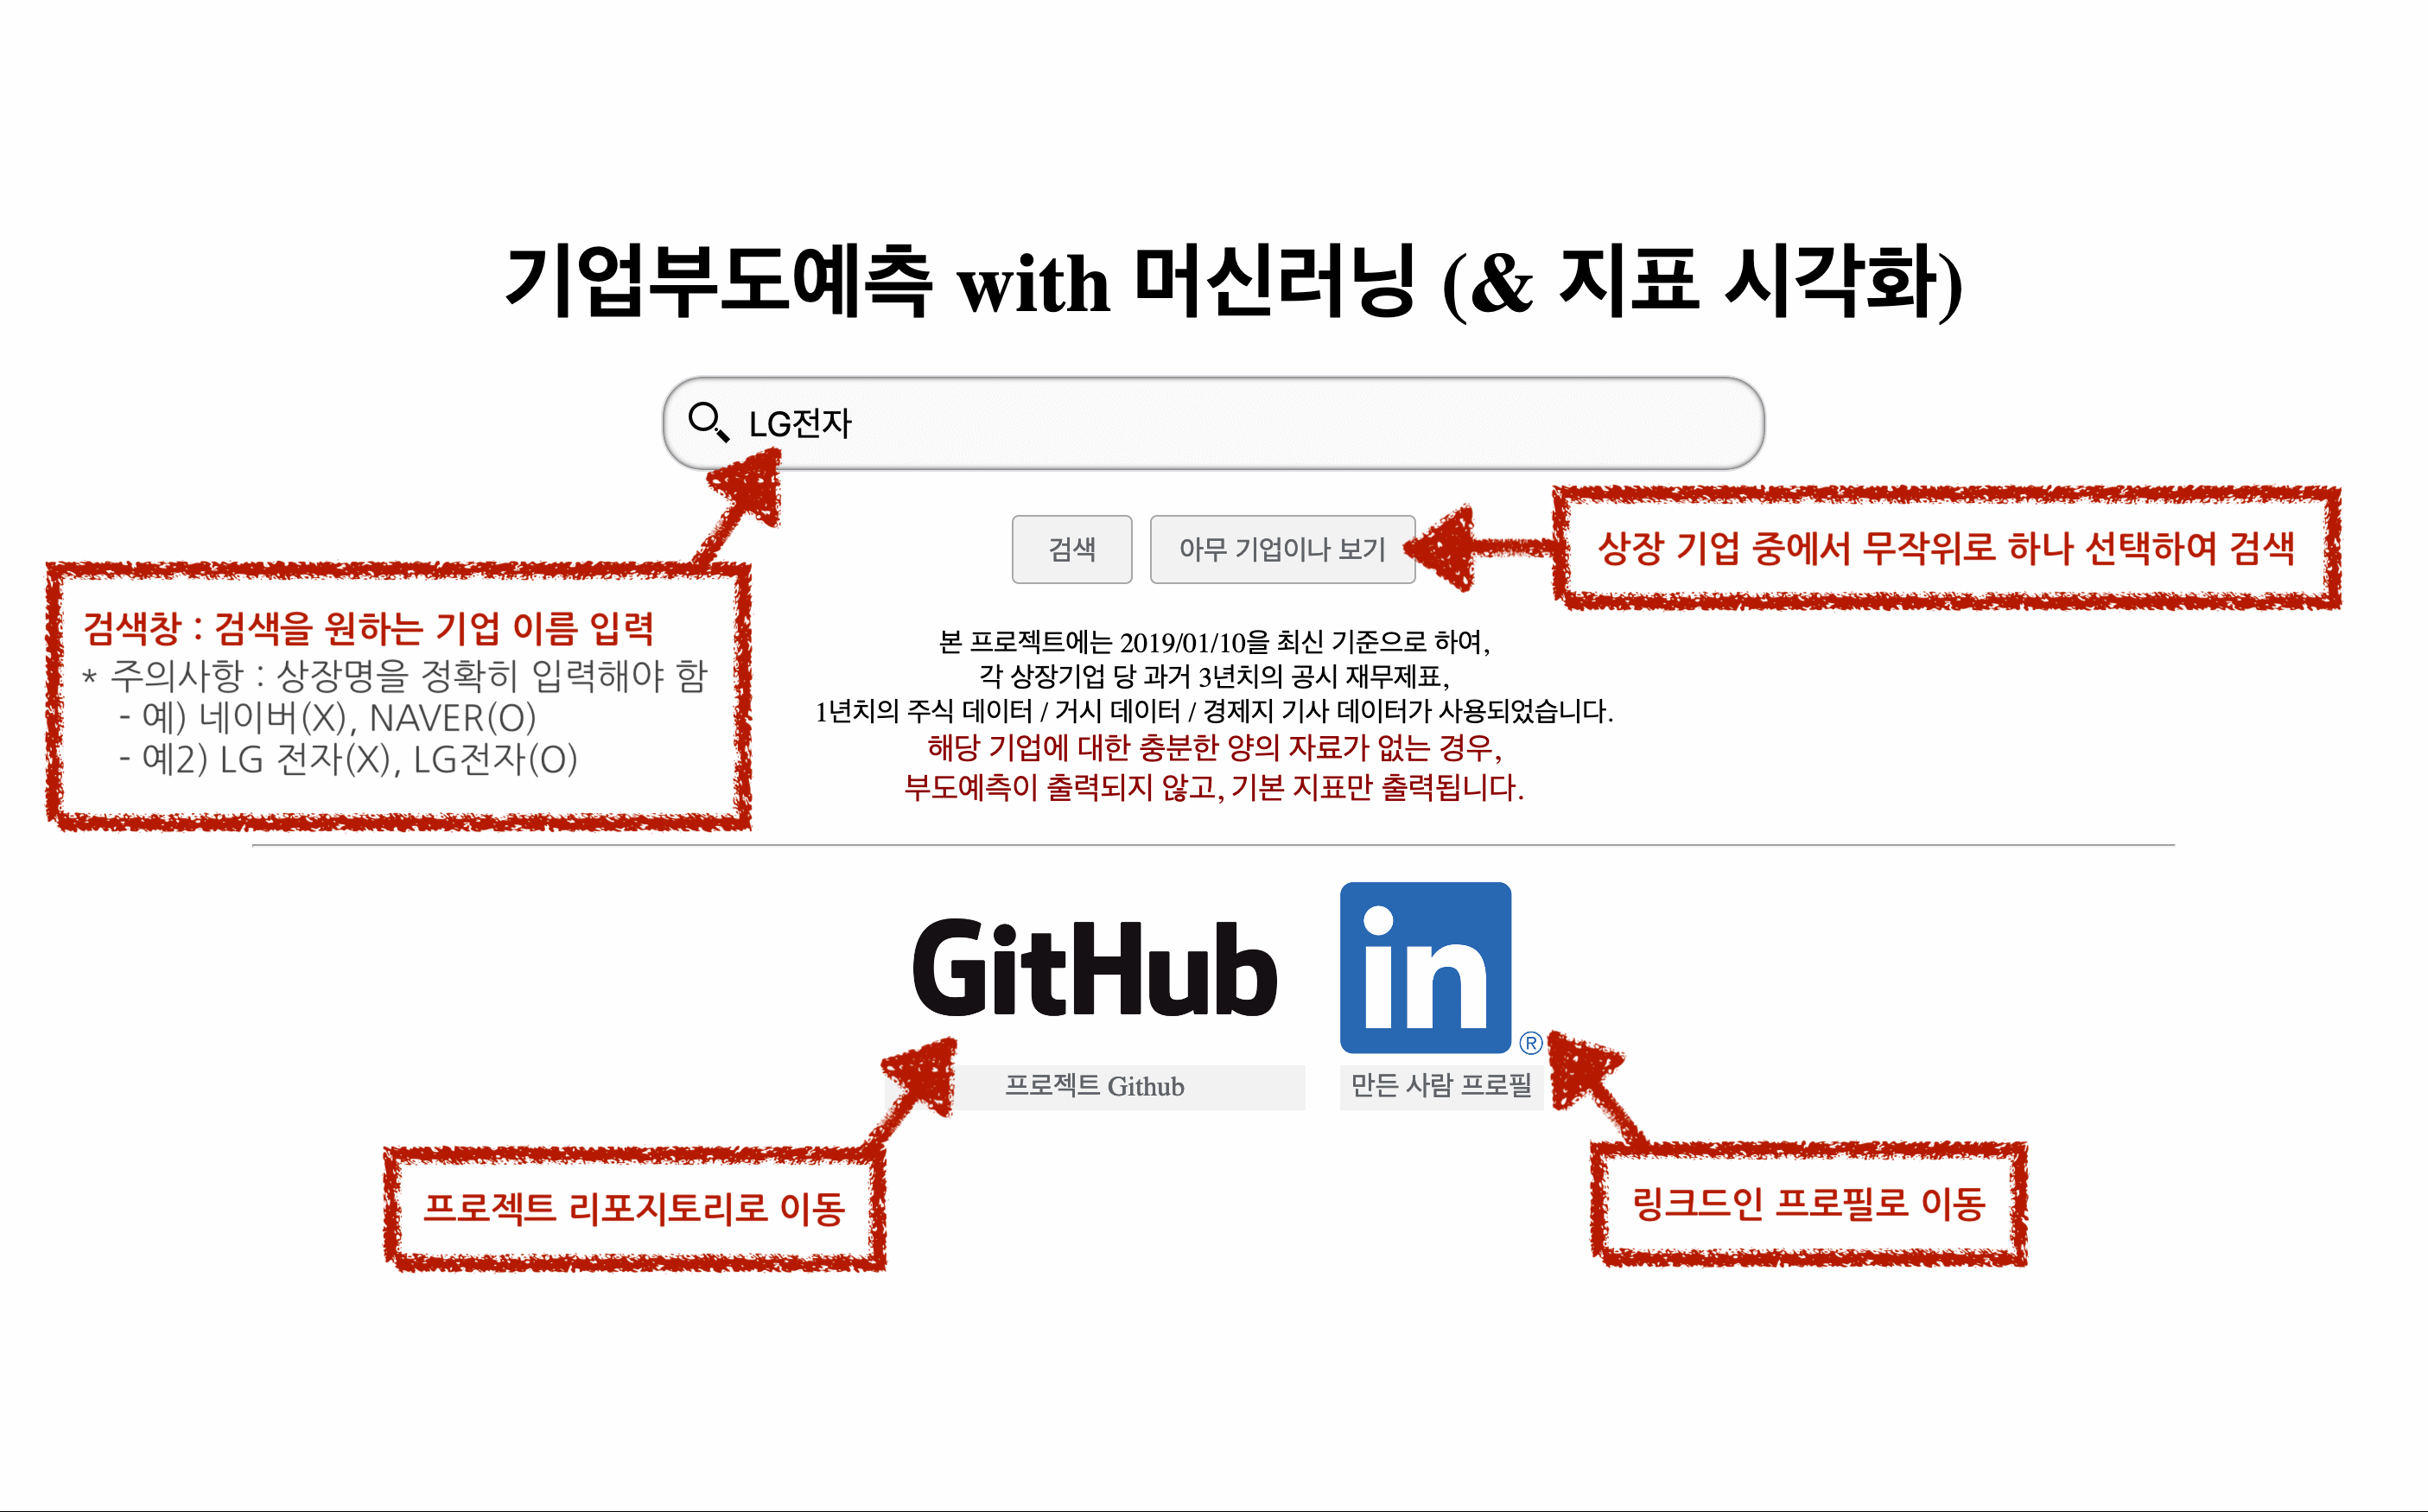 기업부도예측 with 머신러닝 (& 지표 시각화)
LG전자
검색
아무 기업이나 보기
상장 기업 중에서 무작위로 하나 선택하여 검색
검색창 : 검색을 원하는 기업 이름 입력
* 주의사항 : 상장명을 정확히 입력해야 함
- 예) 네이버(X), NAVER(O)
- 예2) LG 전자(X), LG전자(O)
본 프로젝트에는 2019/01/10을 최신 기준으로 하여,
각 상장기업 당 과거 3년치의 공시 재무제표,
1년치의 주식 데이터 / 거시 데이터 / 경제지 기사 데이터가 사용되었습니다.
해당 기업에 대한 충분한 양의 자료가 없는 경우,
부도예측이 출력되지 않고, 기본 지표만 출력됩니다.
GitHub
in®
프로젝트 Github
만든 사람 프로필
프로젝트 리포지토리로 이동
링크드인 프로필로 이동